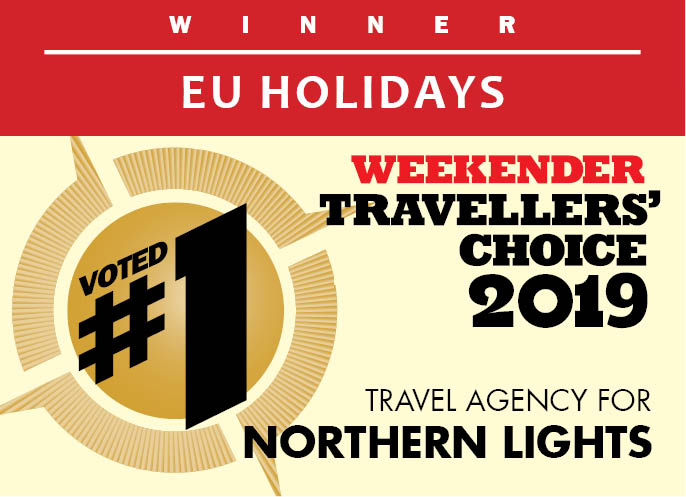 WINNER
EU HOLIDAYS
WEEKENDER
TRAVELLERS'
CHOICE
2019
VOTED
#1
TRAVEL AGENCY FOR
NORTHERN LIGHTS